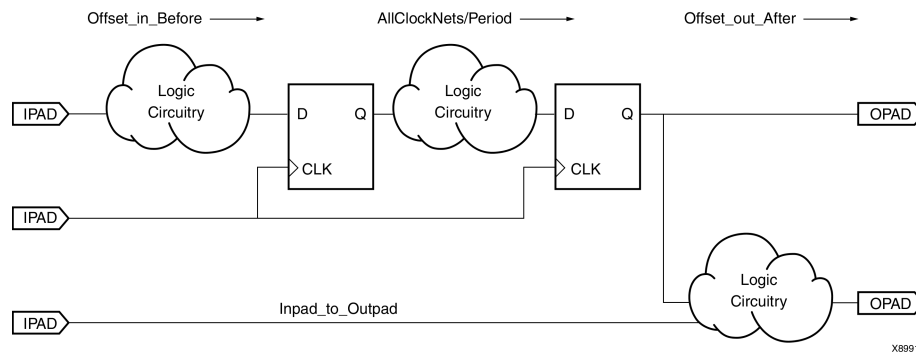 Offset_in_Before
AllClockNets/Period
Offset_out_After
Logic
Circuitry
Logic
Circuitry
IPAD
D
Q
D
Q
OPAD
CLK
CLK
IPAD
Logic
Circuitry
OPAD
Inpad_to_Outpad
IPAD